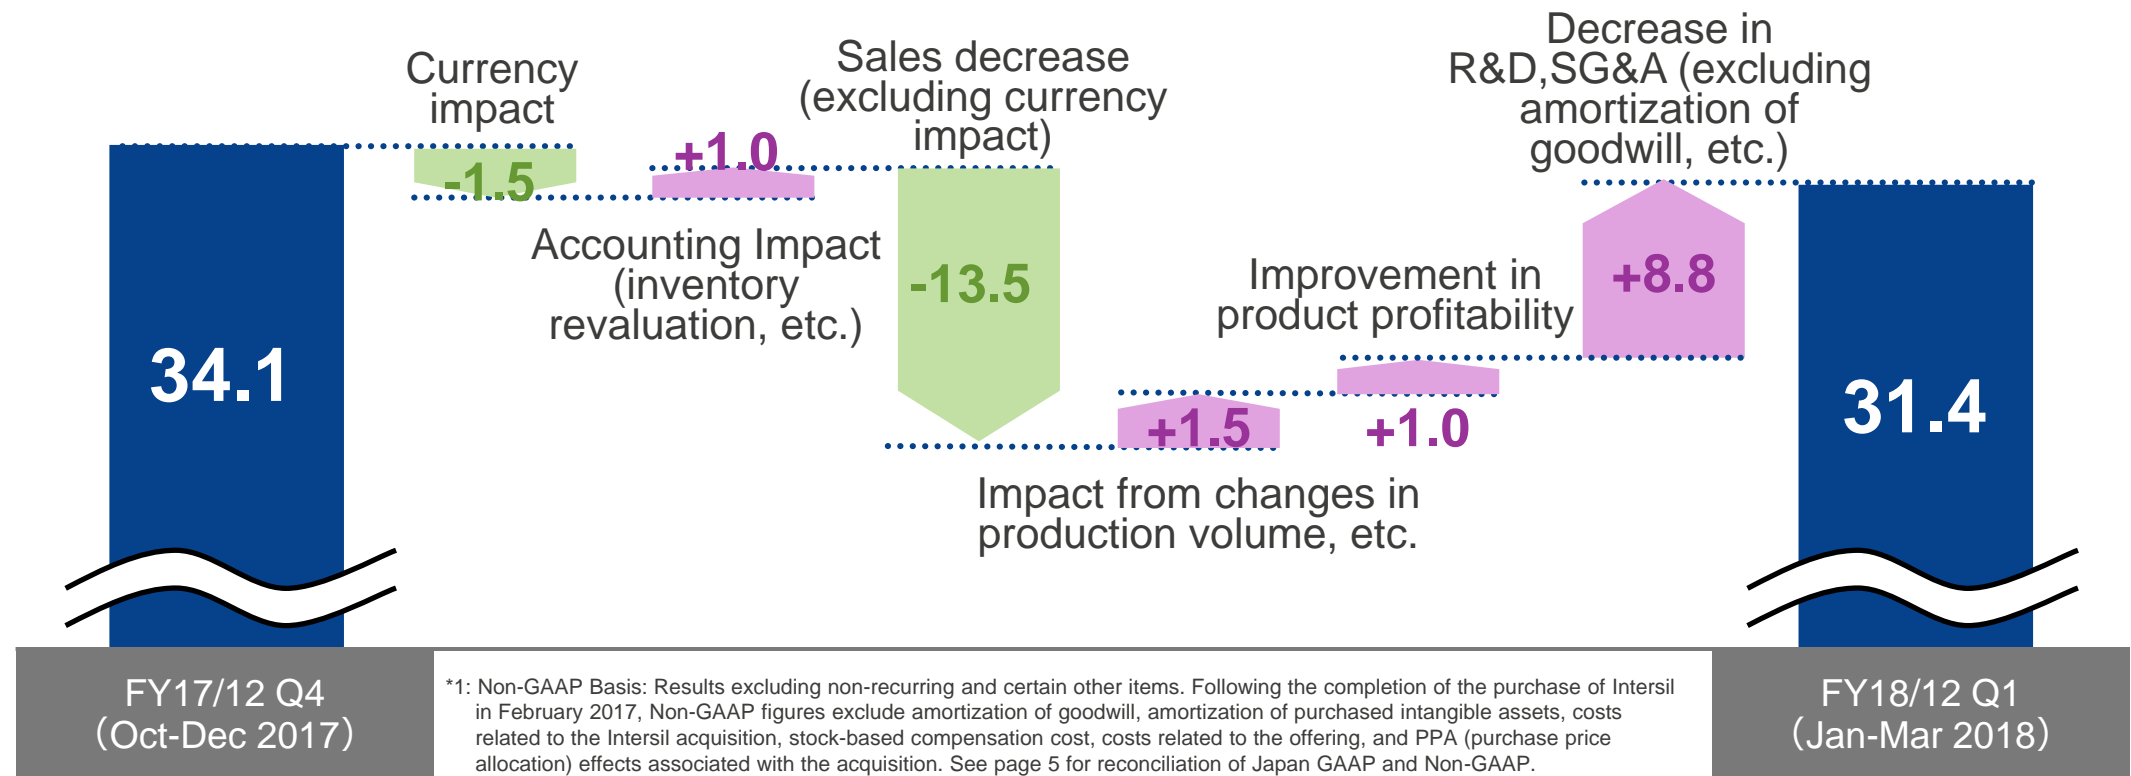 Currency
impact
-1.5
+1.0
Accounting Impact
(inventory
revaluation, etc.)
Sales decrease
(excluding currency
impact)
-13.5
+1.5
Impact from changes in
production volume, etc.
Improvement in
product profitability
+1.0
Decrease in
R&D,SG&A (excluding
amortization of
goodwill, etc.)
+8.8
34.1
31.4
FY17/12 Q4
（Oct-Dec 2017）
*1: Non-GAAP Basis: Results excluding non-recurring and certain other items. Following the completion of the purchase of Intersil
in February 2017, Non-GAAP figures exclude amortization of goodwill, amortization of purchased intangible assets, costs
related to the Intersil acquisition, stock-based compensation cost, costs related to the offering, and PPA (purchase price
allocation) effects associated with the acquisition. See page 5 for reconciliation of Japan GAAP and Non-GAAP.
FY18/12 Q1
（Jan-Mar 2018）